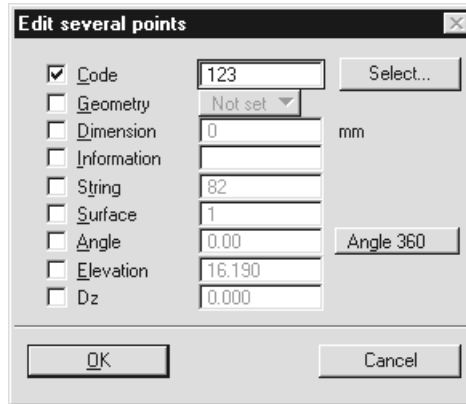 Edit several points
Code 123 Select...
Geometry Not set
Dimension 0 mm
Information
String 82
Surface 1
Angle 0.00 Angle 360
Elevation 16.190
Dz 0.000
OK Cancel